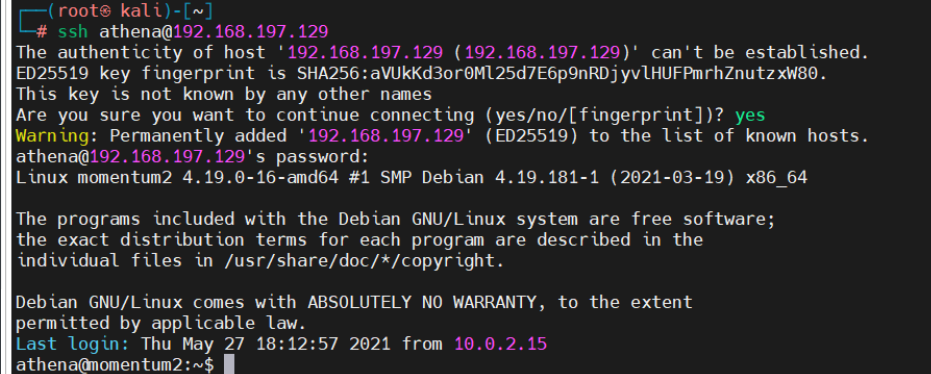 ┌──(root㉿ kali)-[~]
└─# ssh athena@192.168.197.129
The authenticity of host '192.168.197.129 (192.168.197.129)' can't be established.
ED25519 key fingerprint is SHA256:aVUkKd3or0Ml25d7E6p9nRDjyvlHUFPmrhZnutzxW80.
This key is not known by any other names
Are you sure you want to continue connecting (yes/no/[fingerprint])? yes
Warning: Permanently added '192.168.197.129' (ED25519) to the list of known hosts.
athena@192.168.197.129's password:
Linux momentum2 4.19.0-16-amd64 #1 SMP Debian 4.19.181-1 (2021-03-19) x86_64

The programs included with the Debian GNU/Linux system are free software;
the exact distribution terms for each program are described in the
individual files in /usr/share/doc/*/copyright.

Debian GNU/Linux comes with ABSOLUTELY NO WARRANTY, to the extent
permitted by applicable law.
Last login: Thu May 27 18:12:57 2021 from 10.0.2.15
athena@momentum2:~$